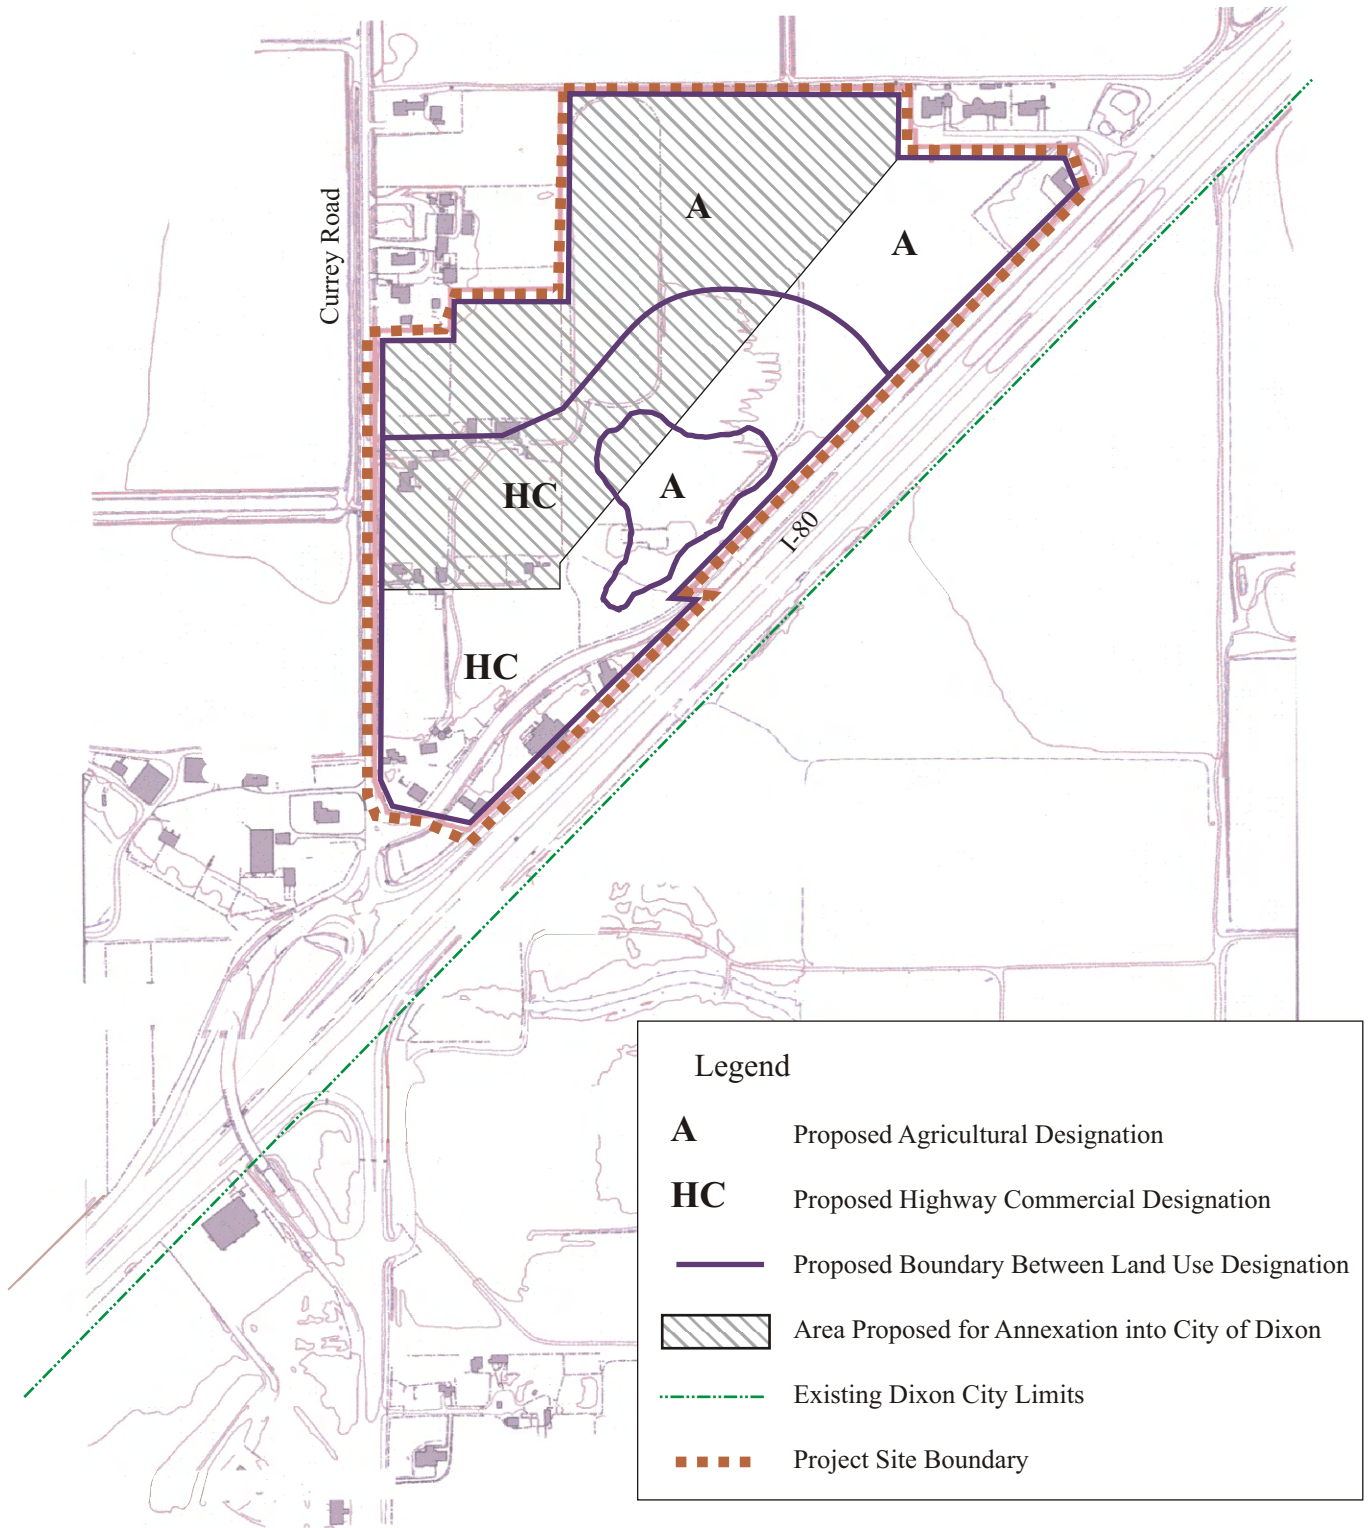 A
A
Currey Road
HC
A
I-80
HC
Legend
A Proposed Agricultural Designation
HC Proposed Highway Commercial Designation
Proposed Boundary Between Land Use Designation
Area Proposed for Annexation into City of Dixon
Existing Dixon City Limits
Project Site Boundary